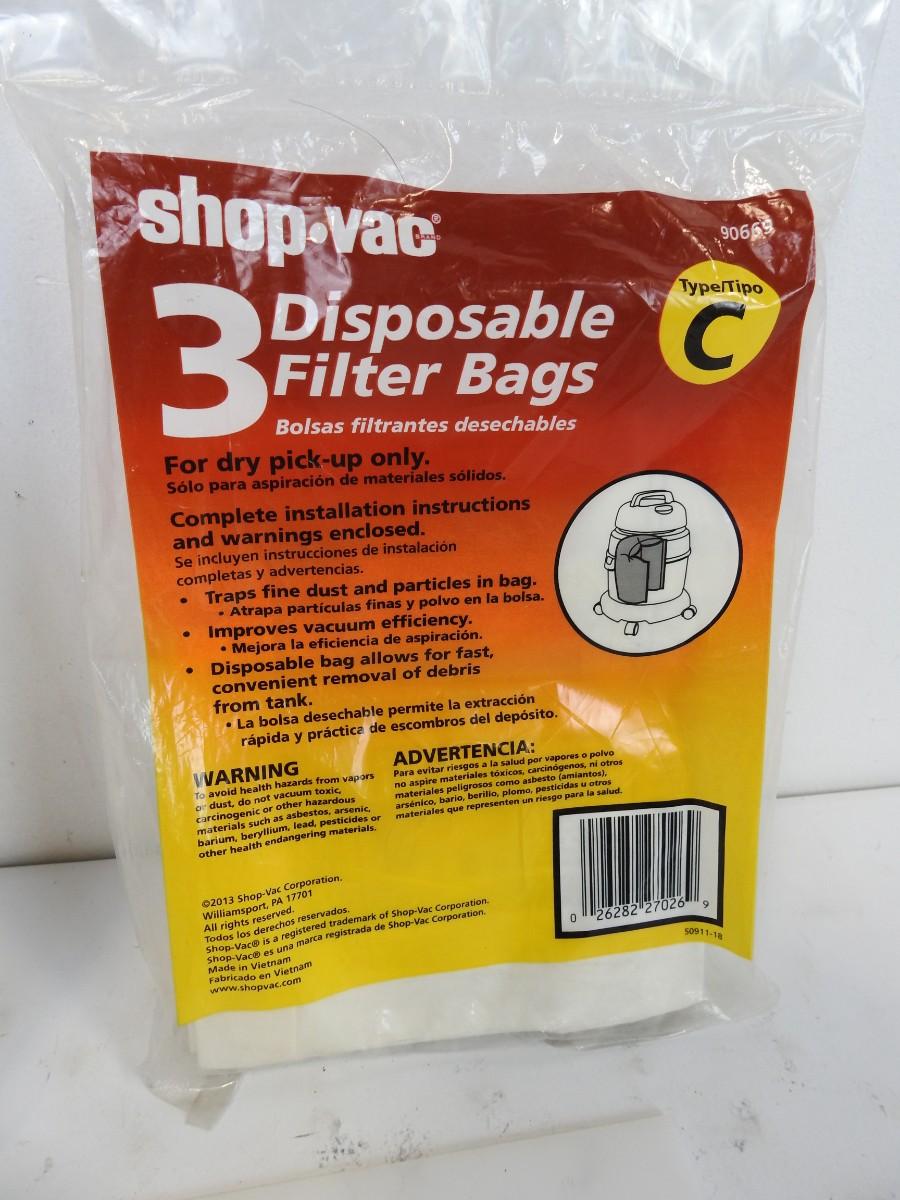 shop·vac®
BRAND
90669
Type/Tipo
C
3 Disposable
Filter Bags
Bolsas filtrantes desechables
For dry pick-up only.
Sólo para aspiración de materiales sólidos.
Complete installation instructions
and warnings enclosed.
Se incluyen instrucciones de instalación
completas y advertencias.
• Traps fine dust and particles in bag.
• Atrapa partículas finas y polvo en la bolsa.
• Improves vacuum efficiency.
• Mejora la eficiencia de aspiración.
• Disposable bag allows for fast,
convenient removal of debris
from tank.
• La bolsa desechable permite la extracción
rápida y práctica de escombros del depósito.
WARNING
To avoid health hazards from vapors
or dust, do not vacuum toxic,
carcinogenic or other hazardous
materials such as asbestos, arsenic,
barium, beryllium, lead, pesticides or
other health endangering materials.
ADVERTENCIA:
Para evitar riesgos a la salud por vapores o polvo
no aspire materiales tóxicos, carcinógenos, ni otros
materiales peligrosos como asbesto (amiantos),
arsénico, bario, berilio, plomo, pesticidas u otros
materiales que representen un riesgo para la salud.
©2013 Shop-Vac Corporation.
Williamsport, PA 17701
All rights reserved.
Todos los derechos reservados.
Shop-Vac® is a registered trademark of Shop-Vac Corporation.
Shop-Vac® es una marca registrada de Shop-Vac Corporation.
Made in Vietnam
Fabricado en Vietnam
www.shopvac.com
0 26282 27026 9
50911-18